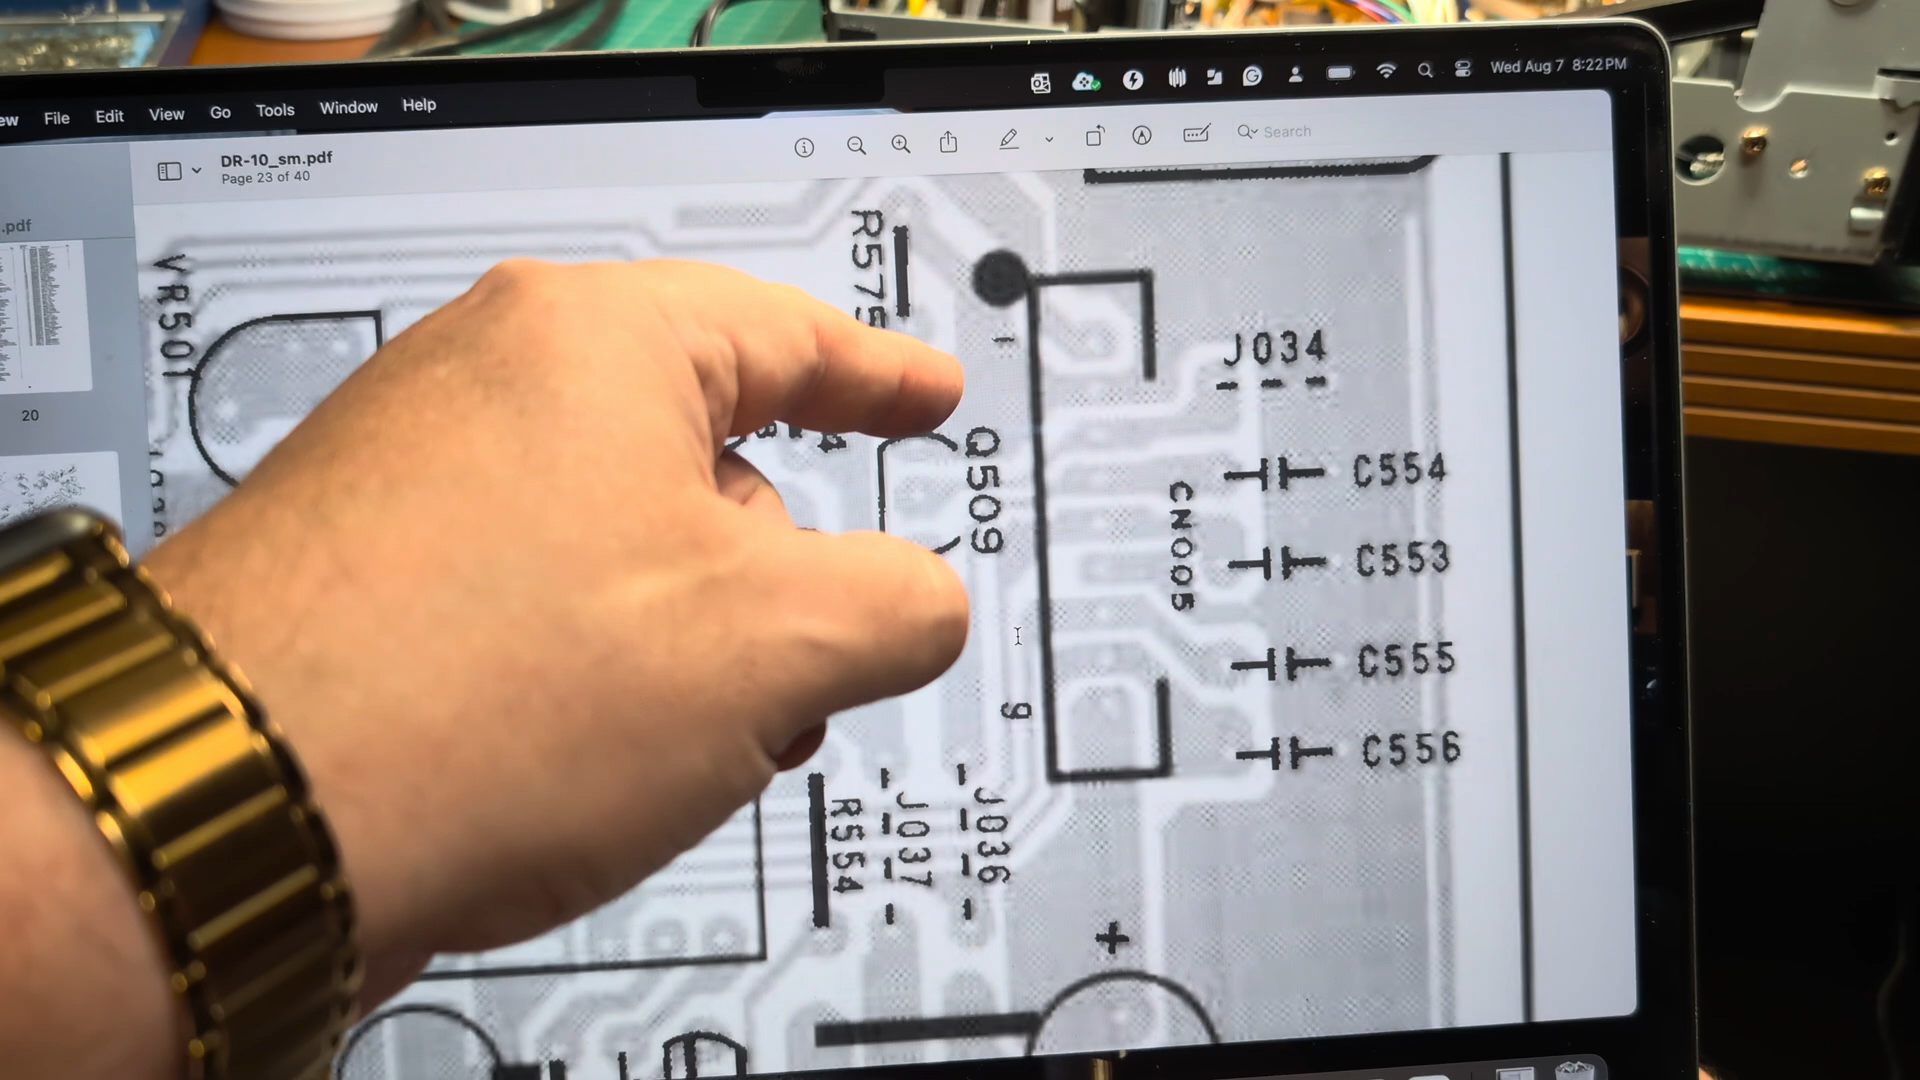 File Edit View Go Tools Window Help
Wed Aug 7 8:22PM
DR-10_sm.pdf
Page 23 of 40
Search
.pdf
20
VR501
R575
1
J034
Q509
C554
CN005
C553
C555
9
C556
R554
J037
J036
+